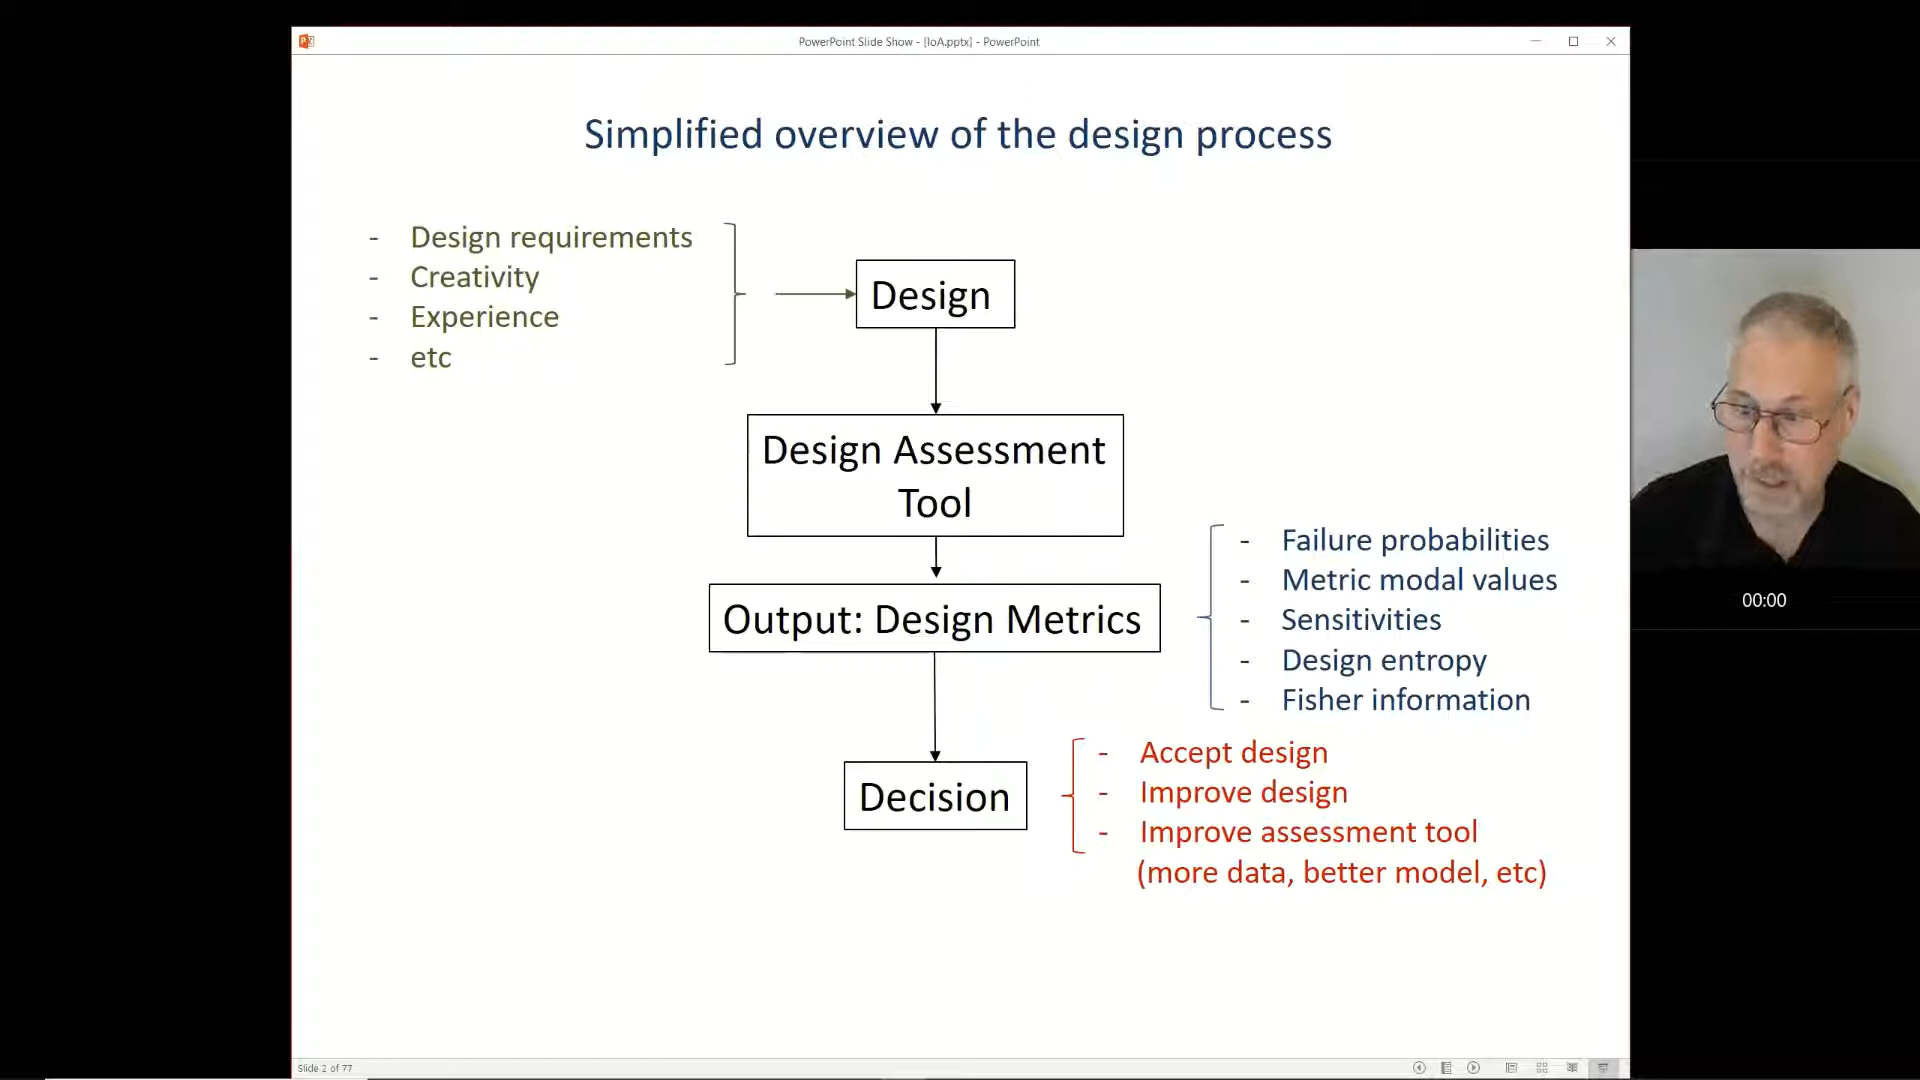 PowerPoint Slide Show - [IoA.pptx] - PowerPoint
Simplified overview of the design process
- Design requirements
- Creativity
- Experience
- etc
Design
Design Assessment
Tool
Output: Design Metrics
- Failure probabilities
- Metric modal values
- Sensitivities
- Design entropy
- Fisher information
Decision
- Accept design
- Improve design
- Improve assessment tool
(more data, better model, etc)
00:00
Slide 2 of 77